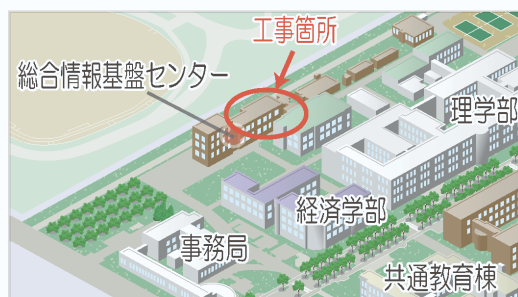 工事箇所
総合情報基盤センター
理学部
経済学部
事務局
共通教育棟